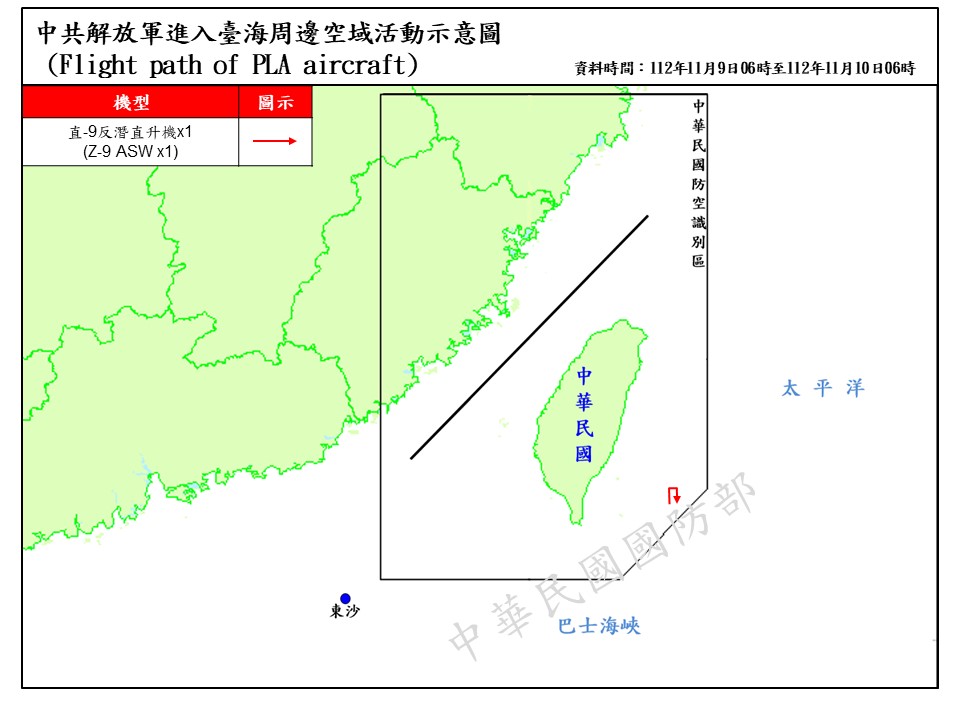 中共解放軍進入臺海周邊空域活動示意圖
(Flight path of PLA aircraft)
資料時間：112年11月9日06時至112年11月10日06時
機型
圖示
直-9反潛直升機x1
(Z-9 ASW x1)
中華民國防空識別區
中華民國
太平洋
東沙
巴士海峽
中華民國國防部